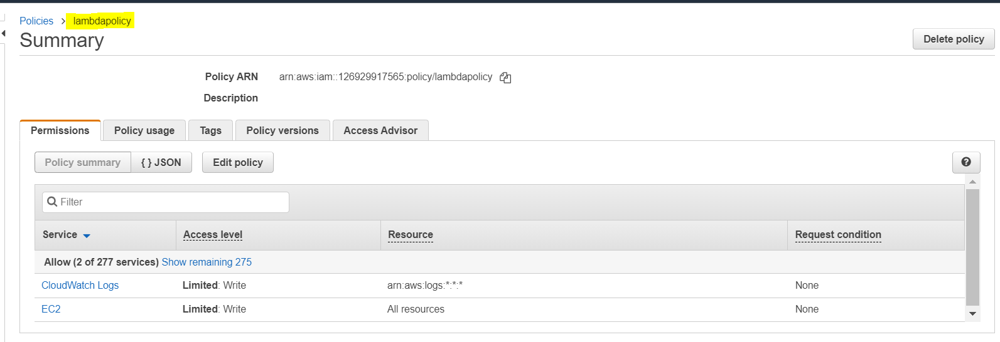 Policies > lambdapolicy
Summary
Delete policy
Policy ARN arn:aws:iam::126929917565:policy/lambdapolicy
Description
Permissions Policy usage Tags Policy versions Access Advisor
Policy summary { } JSON Edit policy
Filter
Service Access level Resource Request condition
Allow (2 of 277 services) Show remaining 275
CloudWatch Logs Limited: Write arn:aws:logs:*:*:* None
EC2 Limited: Write All resources None